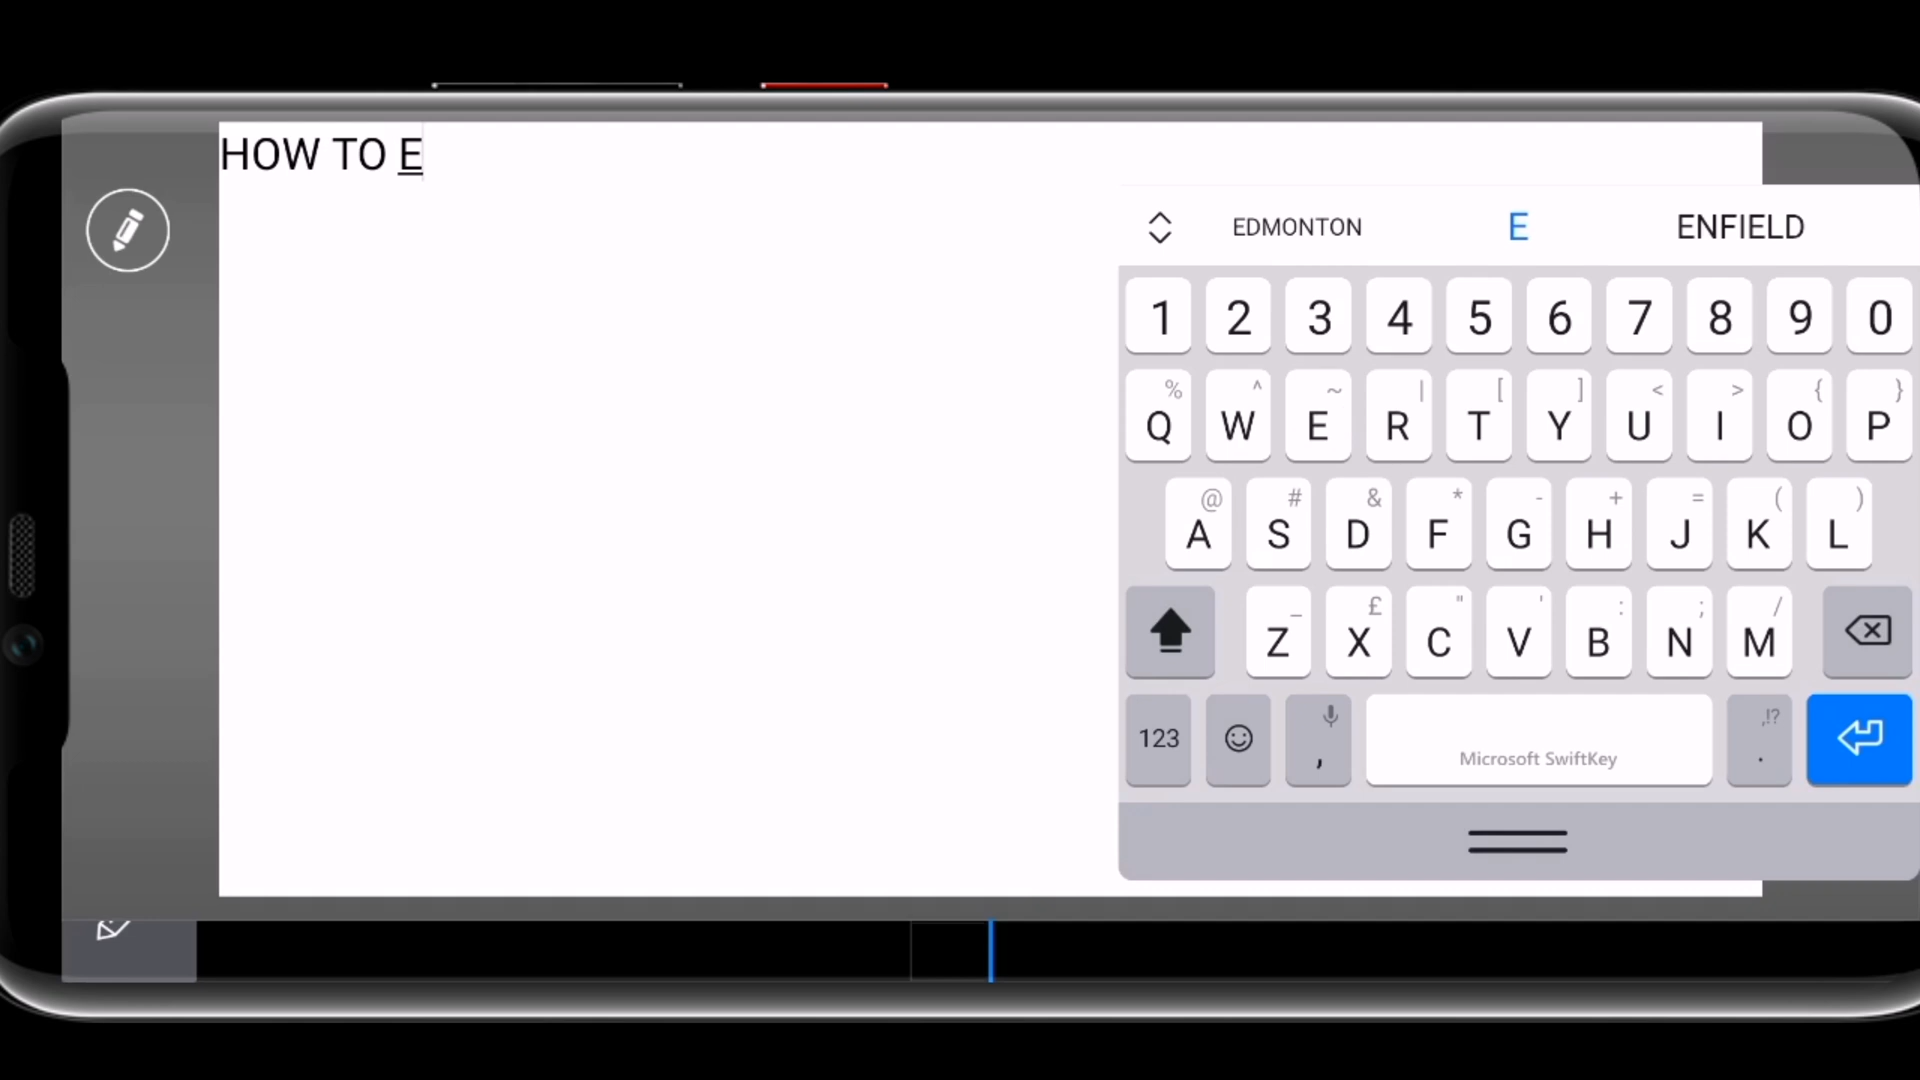 HOW TO E
EDMONTON E ENFIELD
1 2 3 4 5 6 7 8 9 0
% ^ ~ | [ ] < > { }
Q W E R T Y U I O P
@ # & * - + = ( )
A S D F G H J K L
_ £ " ' : ; /
Z X C V B N M
,!?
123 , Microsoft SwiftKey .